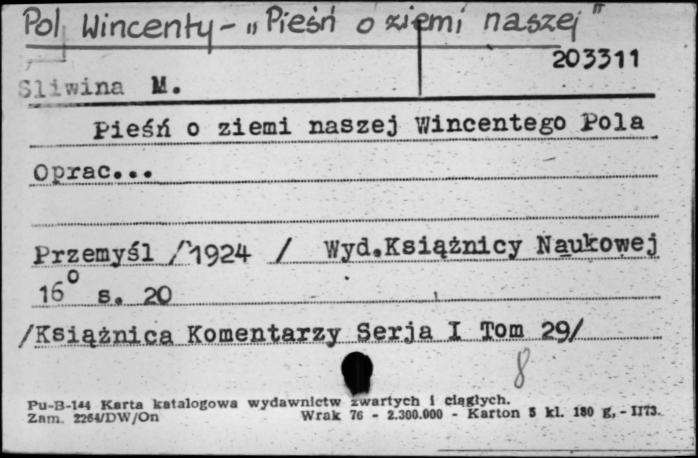 Pol Wincenty - „Pieśń o ziemi naszej"
203311
Śliwina M.
Pieśń o ziemi naszej Wincentego Pola
Oprac...
Przemyśl /1924 / Wyd.Książnicy Naukowej
16° s. 20
/Książnica Komentarzy Serja I Tom 29/
8
Pu-B-144 Karta katalogowa wydawnictw zwartych i ciągłych.
Zam. 2264/DW/On Wrak 76 - 2.300.000 - Karton 5 kl. 180 g, - II73.